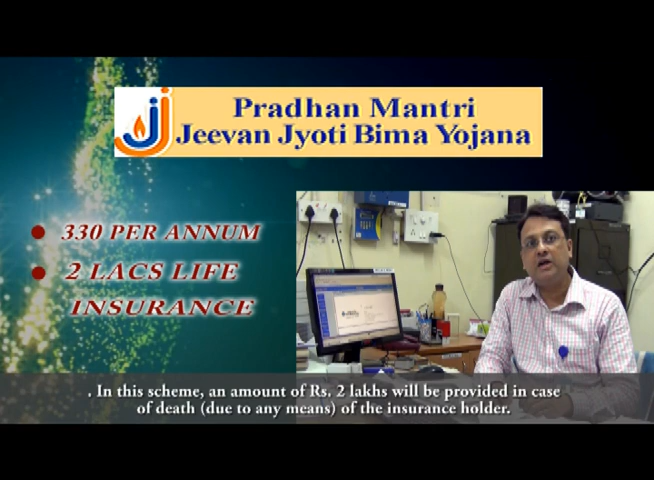 Pradhan Mantri
Jeevan Jyoti Bima Yojana
330 PER ANNUM
2 LACS LIFE
INSURANCE
. In this scheme, an amount of Rs. 2 lakhs will be provided in case
of death (due to any means) of the insurance holder.